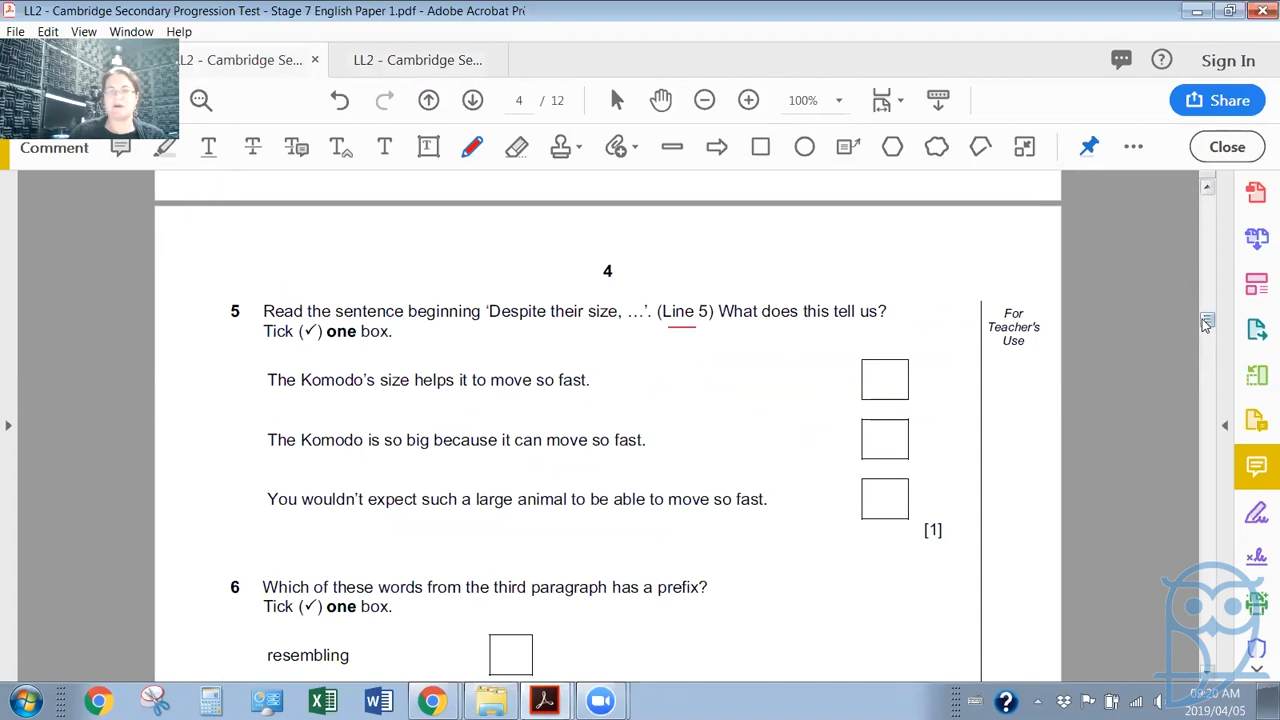 LL2 - Cambridge Secondary Progression Test - Stage 7 English Paper 1.pdf - Adobe Acrobat Pr
File Edit View Window Help
LL2 - Cambridge Se... × LL2 - Cambridge Se...
Sign In
4 / 12 100% Share
Comment Close
4
5 Read the sentence beginning ‘Despite their size, …’. (Line 5) What does this tell us?
Tick (✓) one box.
For
Teacher's
Use
The Komodo’s size helps it to move so fast.
The Komodo is so big because it can move so fast.
You wouldn’t expect such a large animal to be able to move so fast.
[1]
6 Which of these words from the third paragraph has a prefix?
Tick (✓) one box.
resembling
09:20 AM
2019/04/05